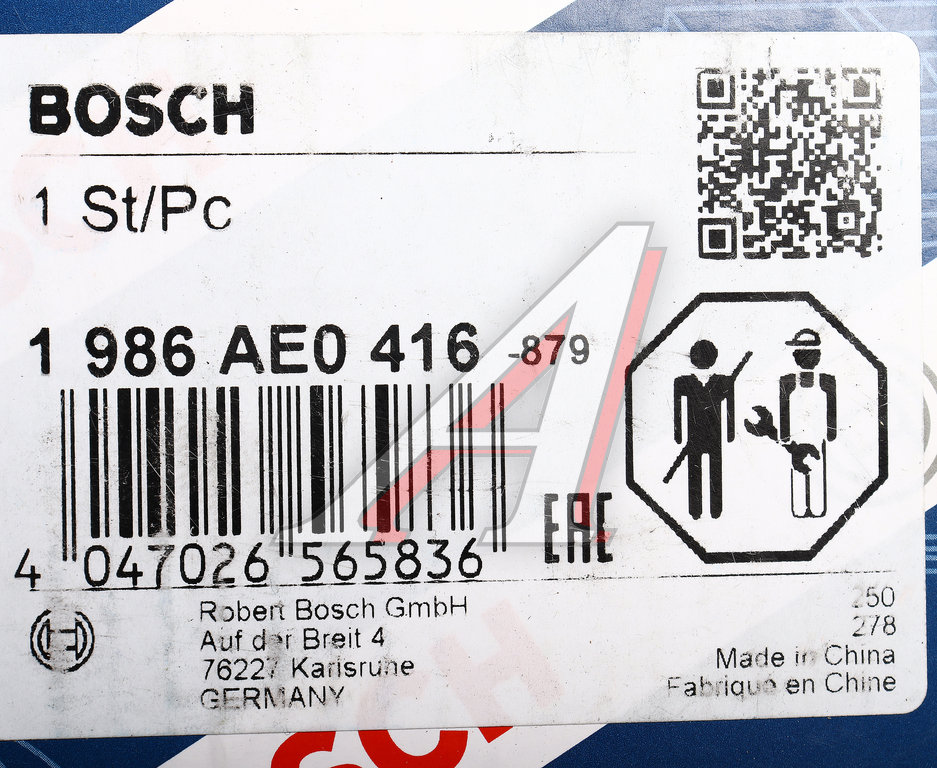 BOSCH
1 St/Pc
1 986 AE0 416 -879
4 047026 565836
EAC
Robert Bosch GmbH
Auf der Breit 4
76227 Karlsruhe
GERMANY
250
278
Made in China
Fabriqué en Chine